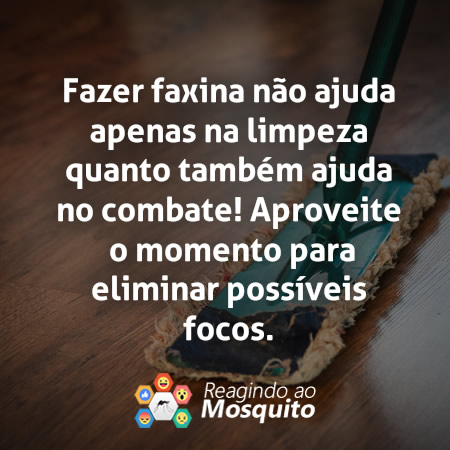 Fazer faxina não ajuda
apenas na limpeza
quanto também ajuda
no combate! Aproveite
o momento para
eliminar possíveis
focos.
Reagindo ao
Mosquito